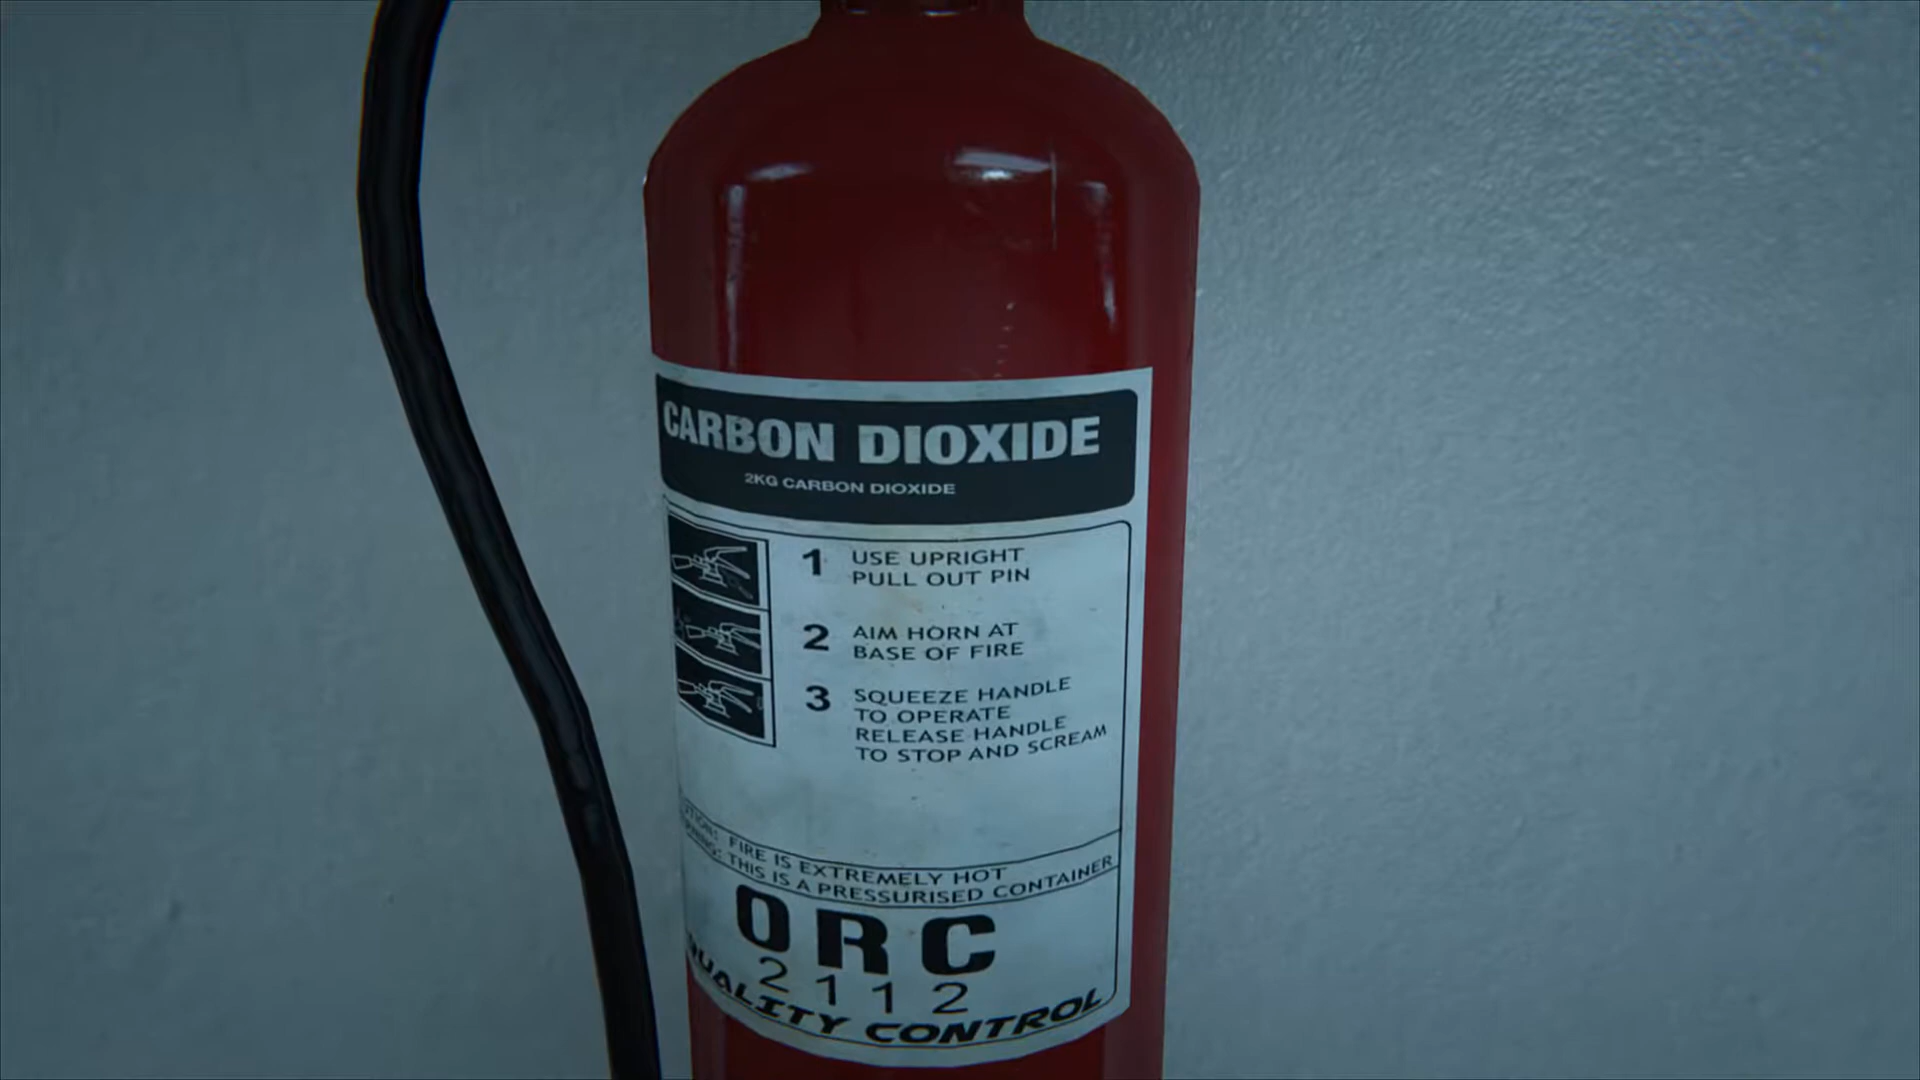 CARBON DIOXIDE
2KG CARBON DIOXIDE
1 USE UPRIGHT
PULL OUT PIN
2 AIM HORN AT
BASE OF FIRE
3 SQUEEZE HANDLE
TO OPERATE
RELEASE HANDLE
TO STOP AND SCREAM
FIRE IS EXTREMELY HOT
THIS IS A PRESSURISED CONTAINER
ORC
2112
QUALITY CONTROL